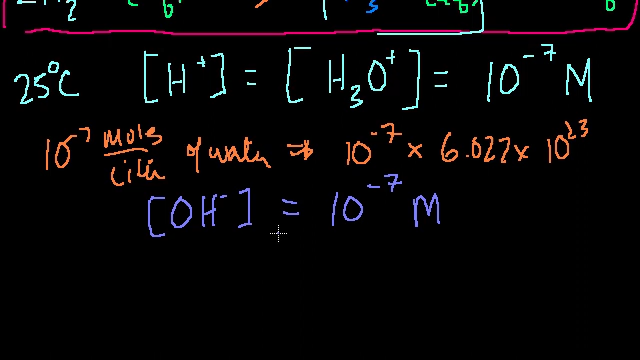 25°C [H⁺] = [H₃O⁺] = 10⁻⁷ M
10⁻⁷ moles/liter of water ⇒ 10⁻⁷ × 6.022 × 10²³
[OH⁻] = 10⁻⁷ M